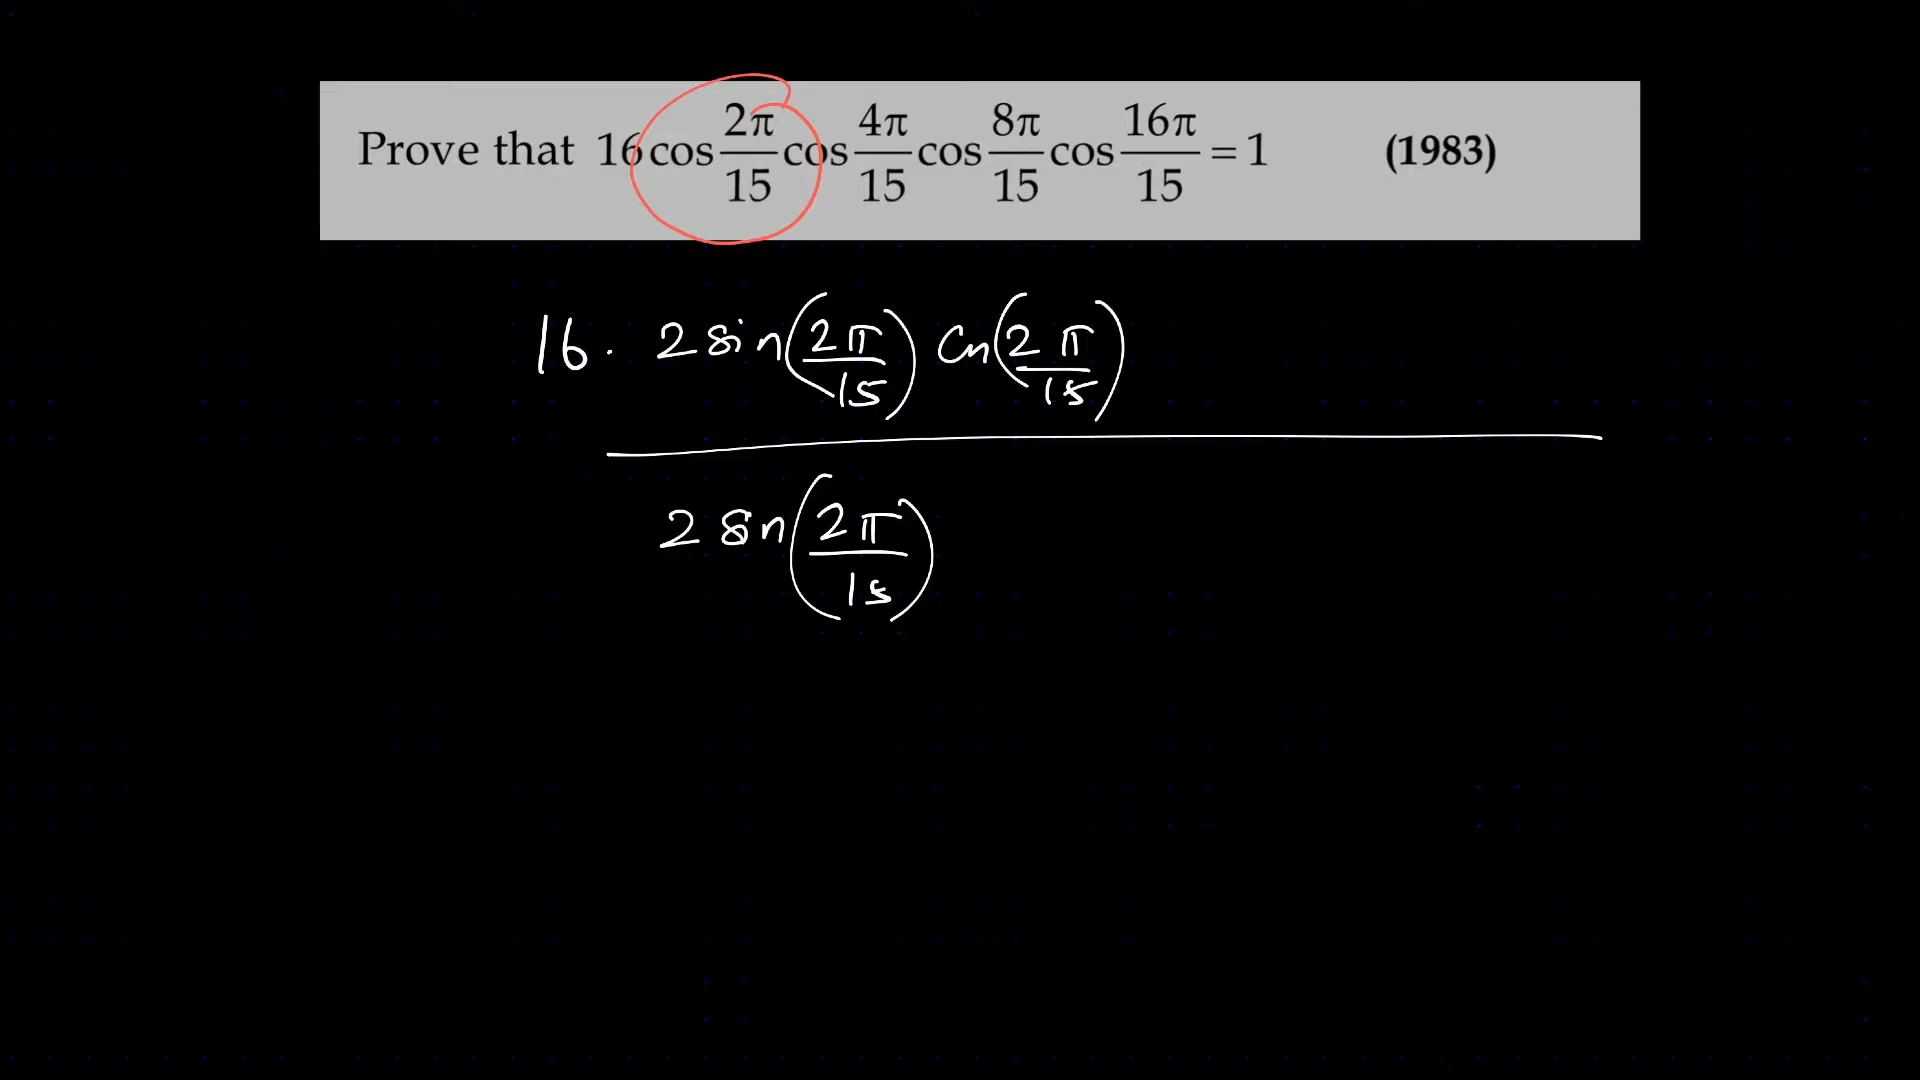 Prove that 16 cos 2π/15 cos 4π/15 cos 8π/15 cos 16π/15 = 1 (1983)
16 · 2 sin(2π/15) cos(2π/15)
2 sin(2π/15)